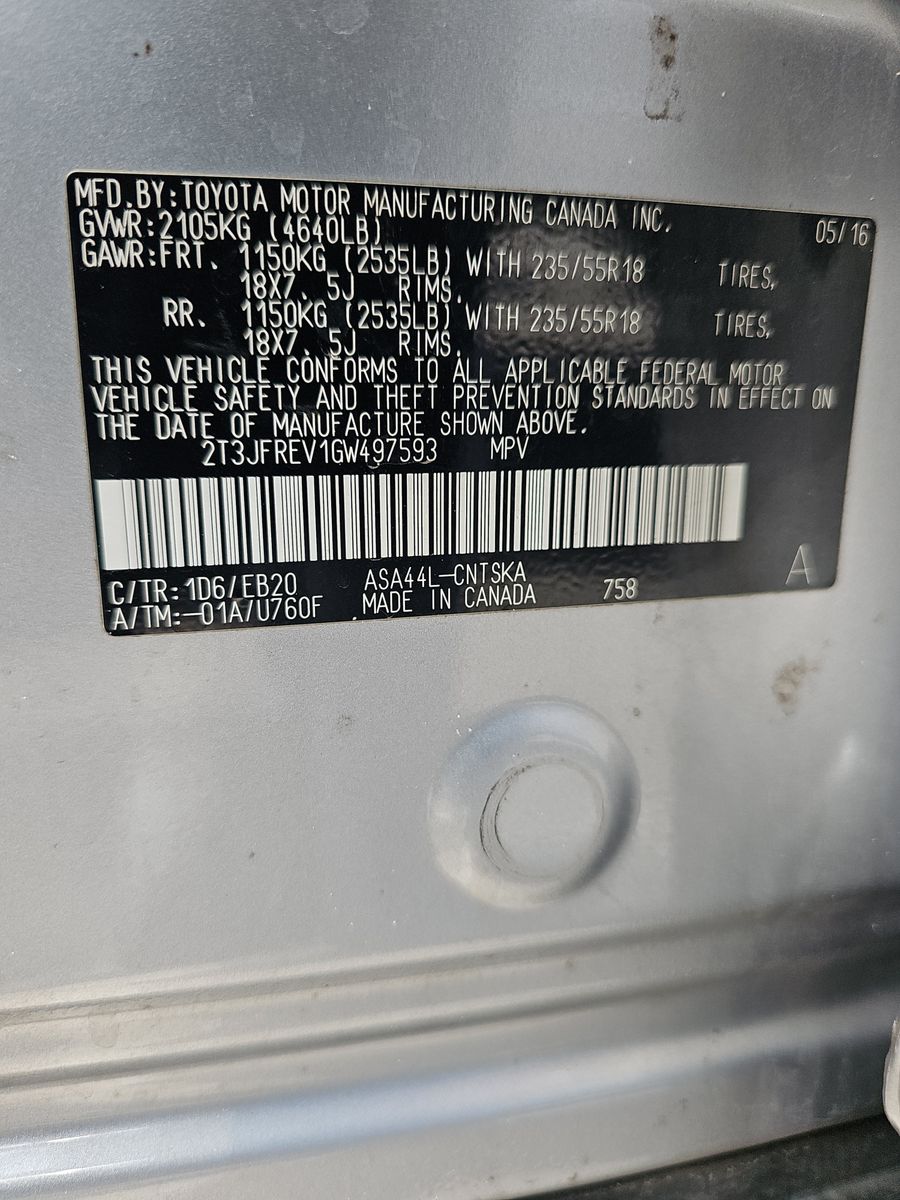 MFD.BY:TOYOTA MOTOR MANUFACTURING CANADA INC. 05/16
GVWR:2105KG (4640LB)
GAWR:FRT. 1150KG (2535LB) WITH 235/55R18 TIRES,
18X7.5J RIMS,
RR. 1150KG (2535LB) WITH 235/55R18 TIRES,
18X7.5J RIMS,
THIS VEHICLE CONFORMS TO ALL APPLICABLE FEDERAL MOTOR
VEHICLE SAFETY AND THEFT PREVENTION STANDARDS IN EFFECT ON
THE DATE OF MANUFACTURE SHOWN ABOVE.
2T3JFREV1GW497593 MPV
C/TR:1D6/EB20 ASA44L-CNTSKA 758 A
A/TM:-01A/U760F MADE IN CANADA